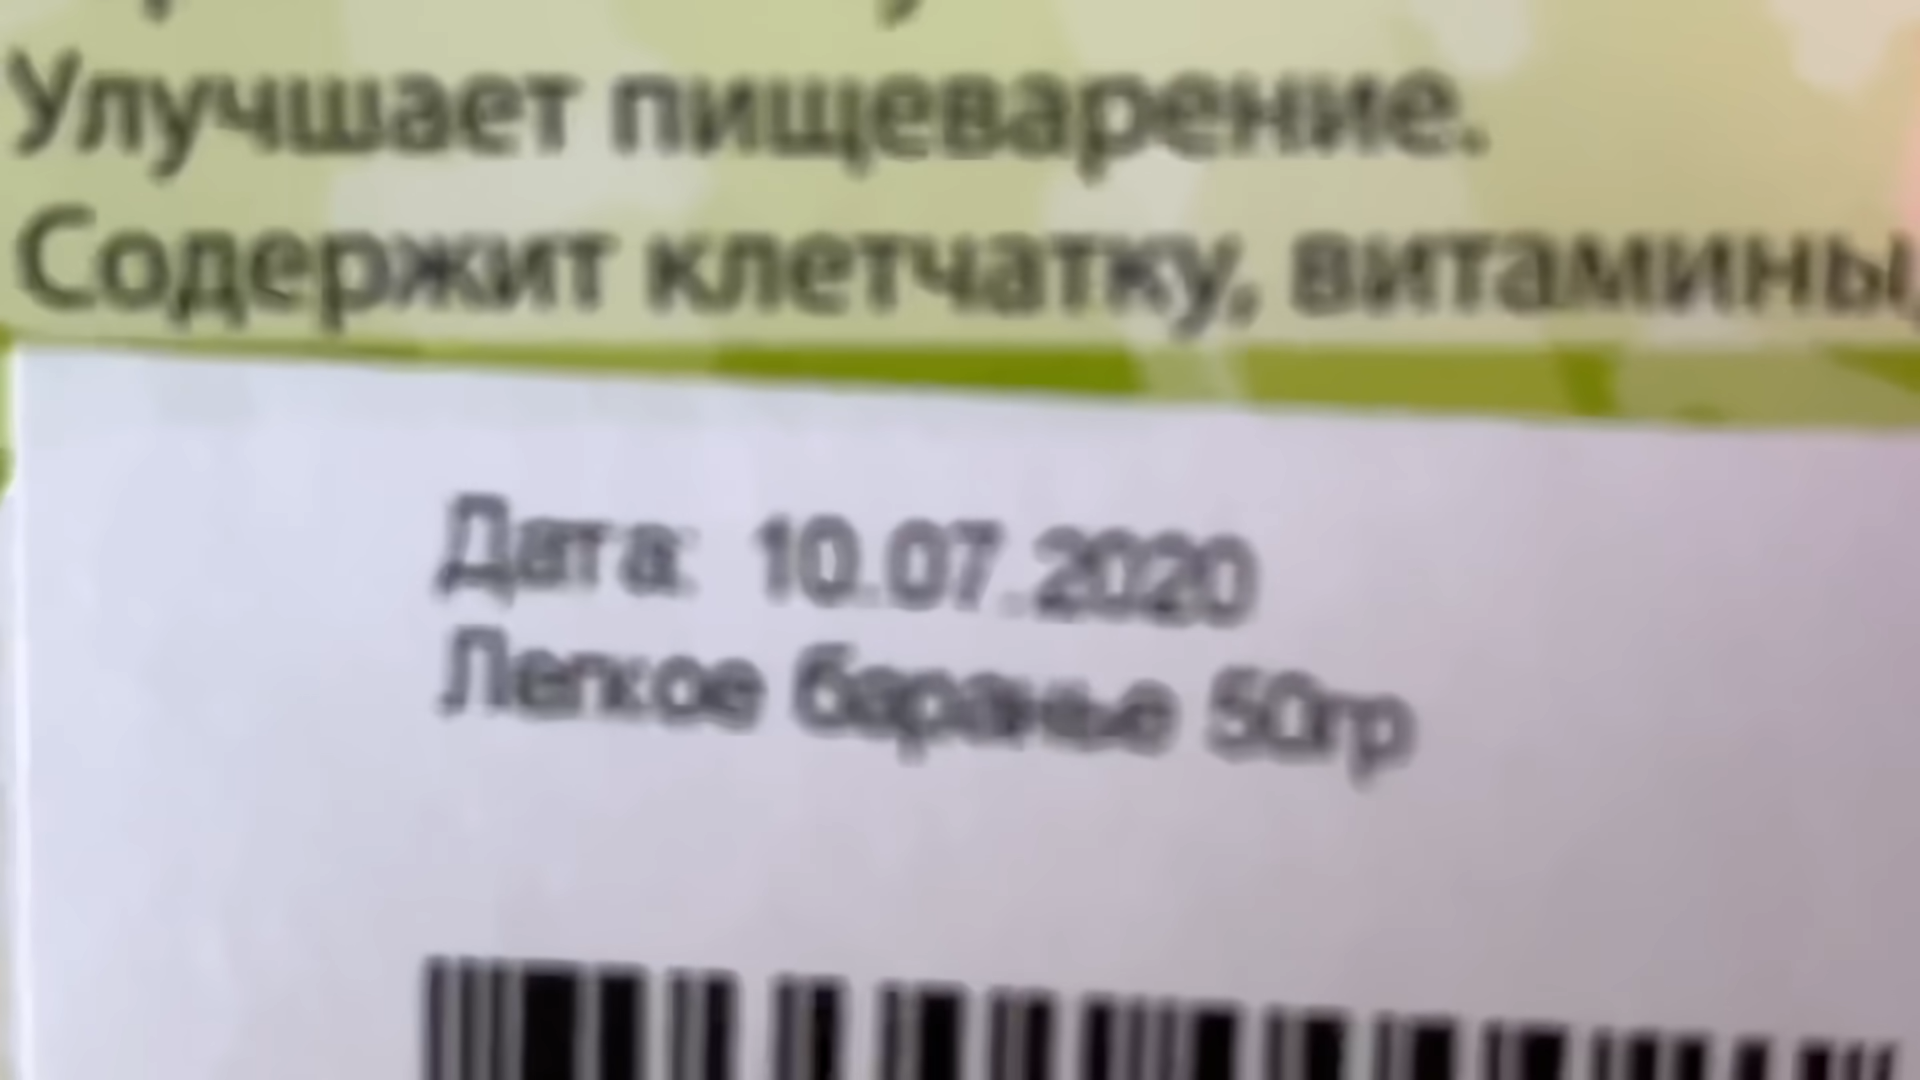 Улучшает пищеварение.
Содержит клетчатку, витамины,
Дата: 10.07.2020
Легкое баранье 50гр